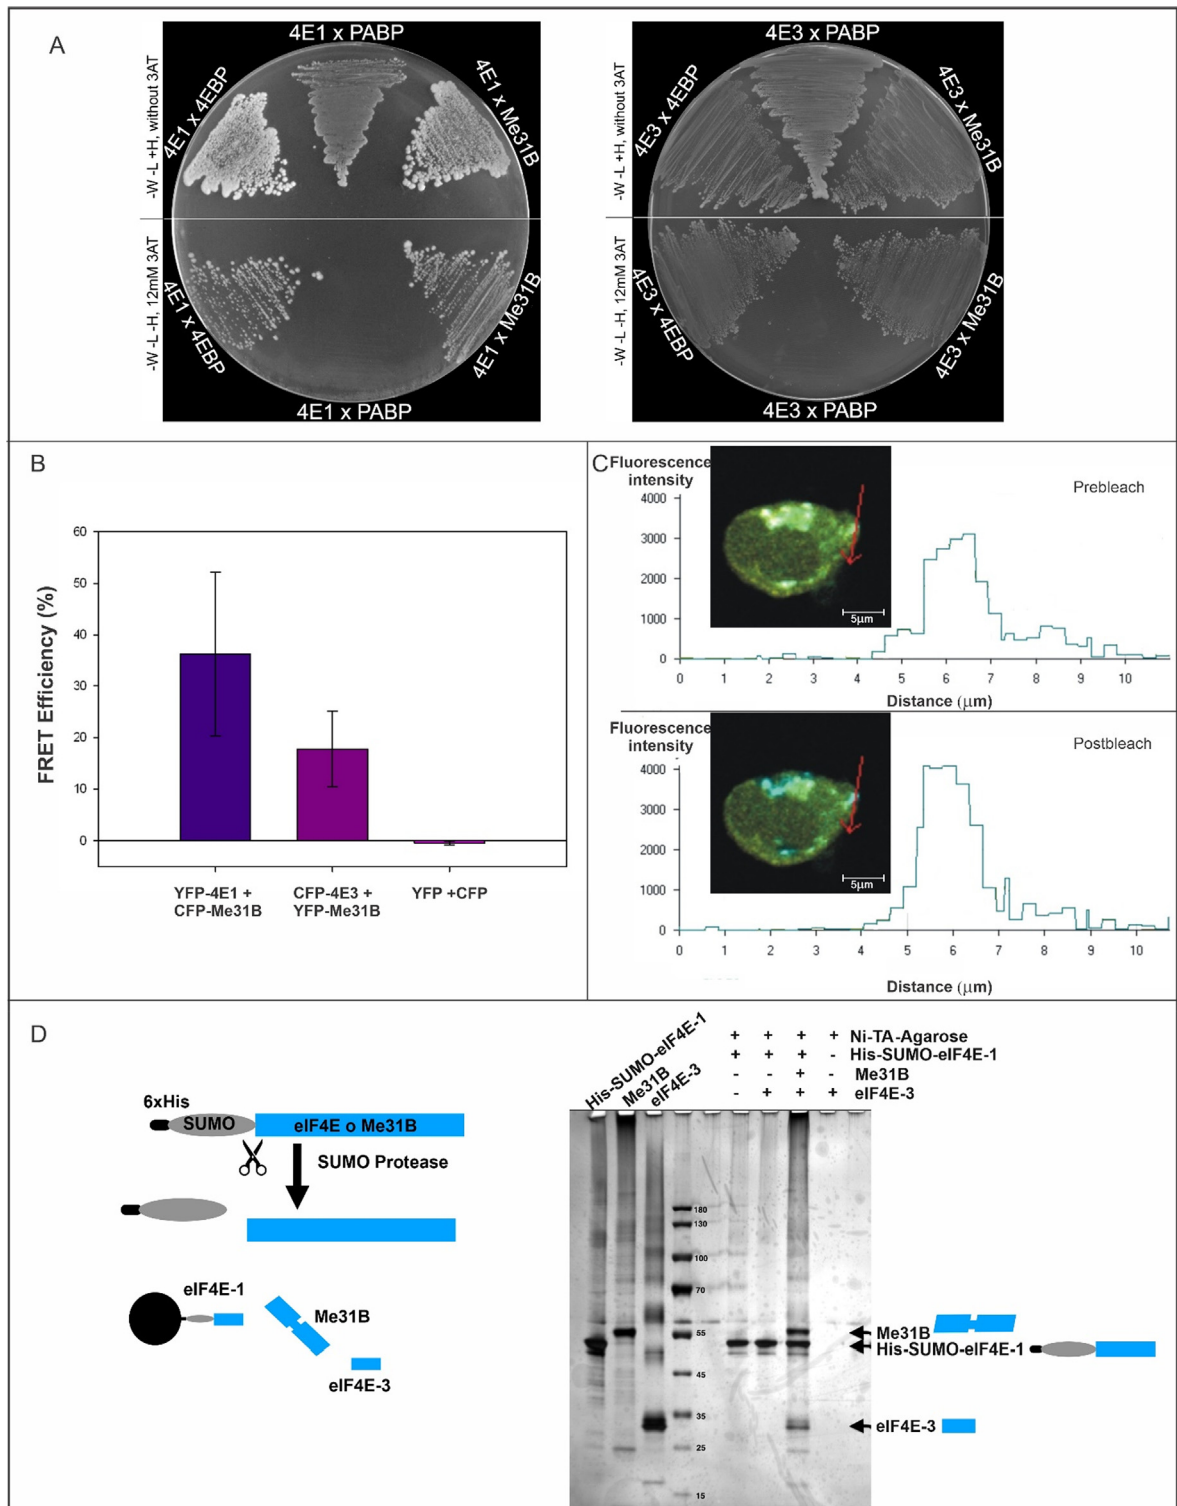 A
4E1 x PABP
4E1 x 4EBP
4E1 x Me31B
-W -L +H, without 3AT
-W -L -H, 12mM 3AT
4E1 x 4EBP
4E1 x Me31B
4E1 x PABP
4E3 x PABP
4E3 x 4EBP
4E3 x Me31B
-W -L +H, without 3AT
-W -L -H, 12mM 3AT
4E3 x 4EBP
4E3 x Me31B
4E3 x PABP
B
FRET Efficiency (%)
60
50
40
30
20
10
0
YFP-4E1 +
CFP-Me31B
CFP-4E3 +
YFP-Me31B
YFP +CFP
C
Fluorescence
intensity
Prebleach
4000
3000
2000
1000
0
5µm
0 1 2 3 4 5 6 7 8 9 10
Distance (µm)
Fluorescence
intensity
Postbleach
4000
3000
2000
1000
0
5µm
0 1 2 3 4 5 6 7 8 9 10
Distance (µm)
D
6xHis
SUMO
eIF4E o Me31B
SUMO Protease
eIF4E-1
Me31B
eIF4E-3
His-SUMO-eIF4E-1
Me31B
eIF4E-3
+ + + + Ni-TA-Agarose
+ + + - His-SUMO-eIF4E-1
- - + - Me31B
- + + + eIF4E-3
180
130
100
70
55
45
35
25
15
Me31B
His-SUMO-eIF4E-1
eIF4E-3